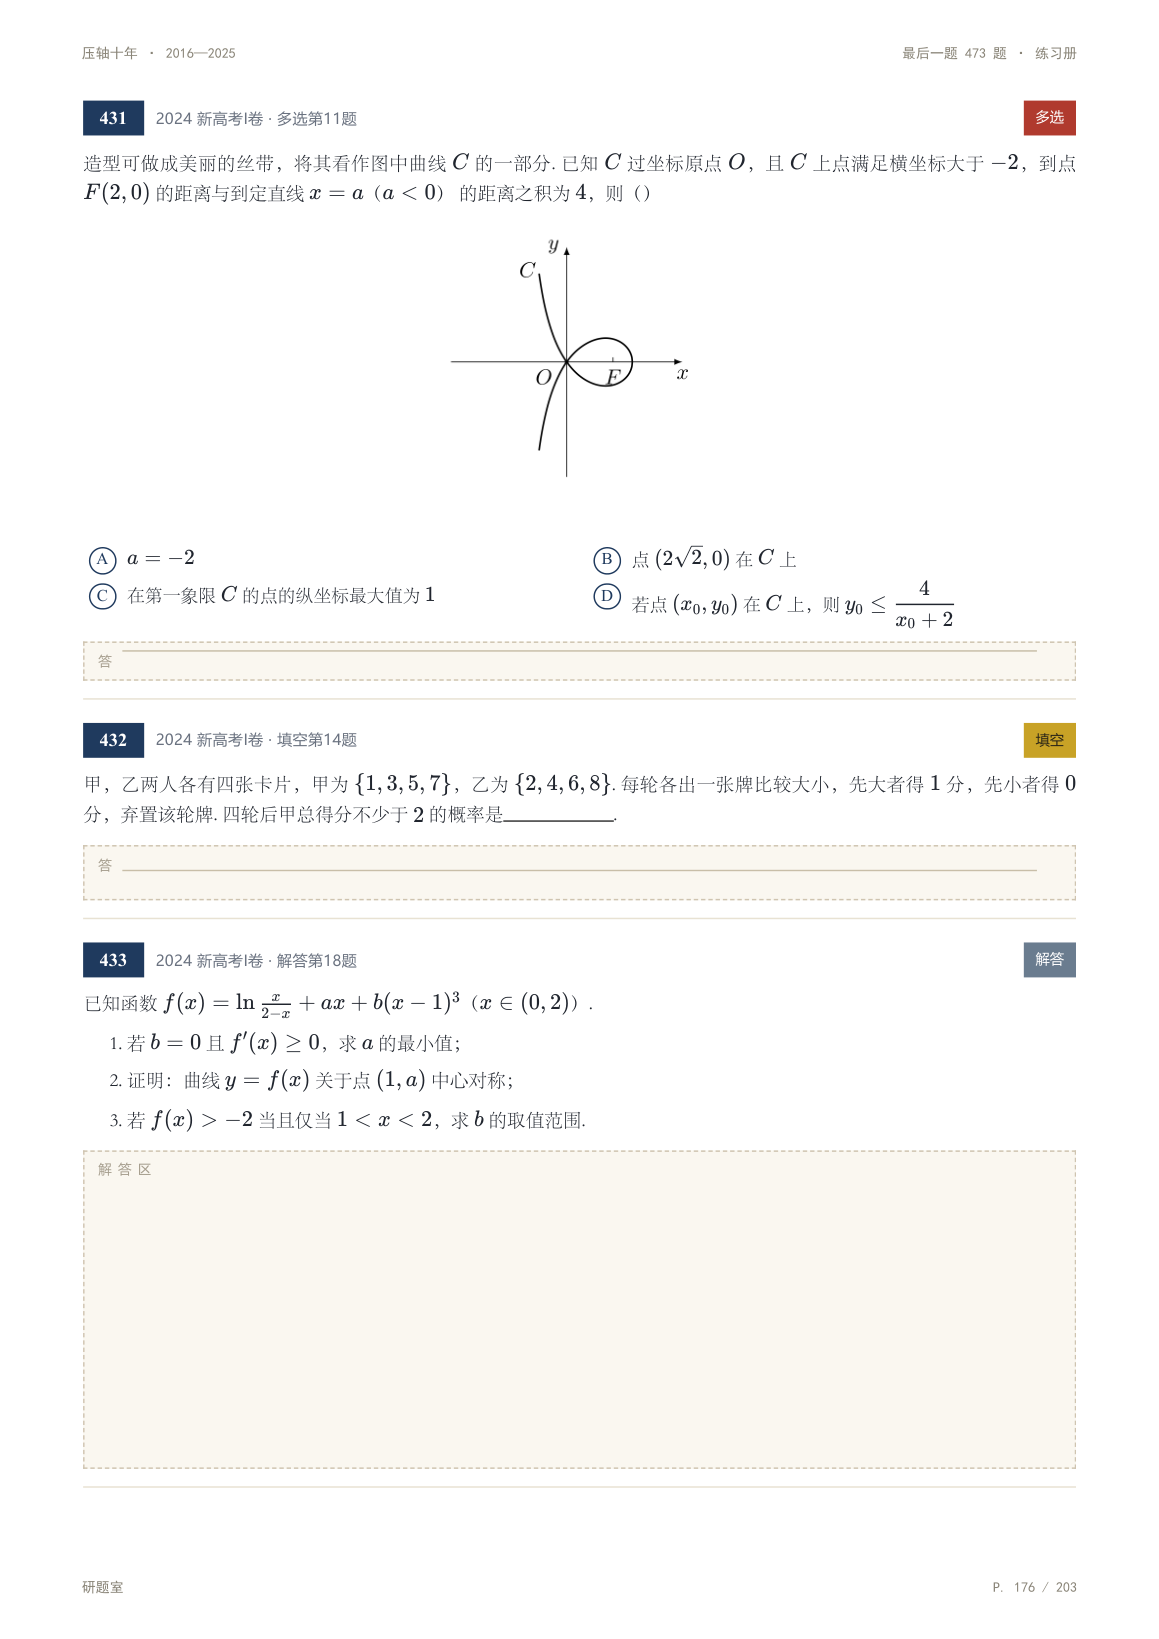 压轴十年 · 2016—2025
最后一题 473 题 · 练习册
431 2024 新高考I卷 · 多选第11题 多选
造型可做成美丽的丝带，将其看作图中曲线 C 的一部分. 已知 C 过坐标原点 O，且 C 上点满足横坐标大于 −2，到点
F(2, 0) 的距离与到定直线 x = a（a < 0） 的距离之积为 4，则（）
y
C
O
F
x
A a = −2
B 点 (2√2, 0) 在 C 上
C 在第一象限 C 的点的纵坐标最大值为 1
D 若点 (x₀, y₀) 在 C 上，则 y₀ ≤ 4/(x₀ + 2)
答
432 2024 新高考I卷 · 填空第14题 填空
甲，乙两人各有四张卡片，甲为 {1, 3, 5, 7}，乙为 {2, 4, 6, 8}. 每轮各出一张牌比较大小，先大者得 1 分，先小者得 0
分，弃置该轮牌. 四轮后甲总得分不少于 2 的概率是__________.
答
433 2024 新高考I卷 · 解答第18题 解答
已知函数 f(x) = ln x/(2−x) + ax + b(x − 1)³（x ∈ (0, 2)）.
1. 若 b = 0 且 f′(x) ≥ 0，求 a 的最小值；
2. 证明：曲线 y = f(x) 关于点 (1, a) 中心对称；
3. 若 f(x) > −2 当且仅当 1 < x < 2，求 b 的取值范围.
解答区
研题室
P. 176 / 203